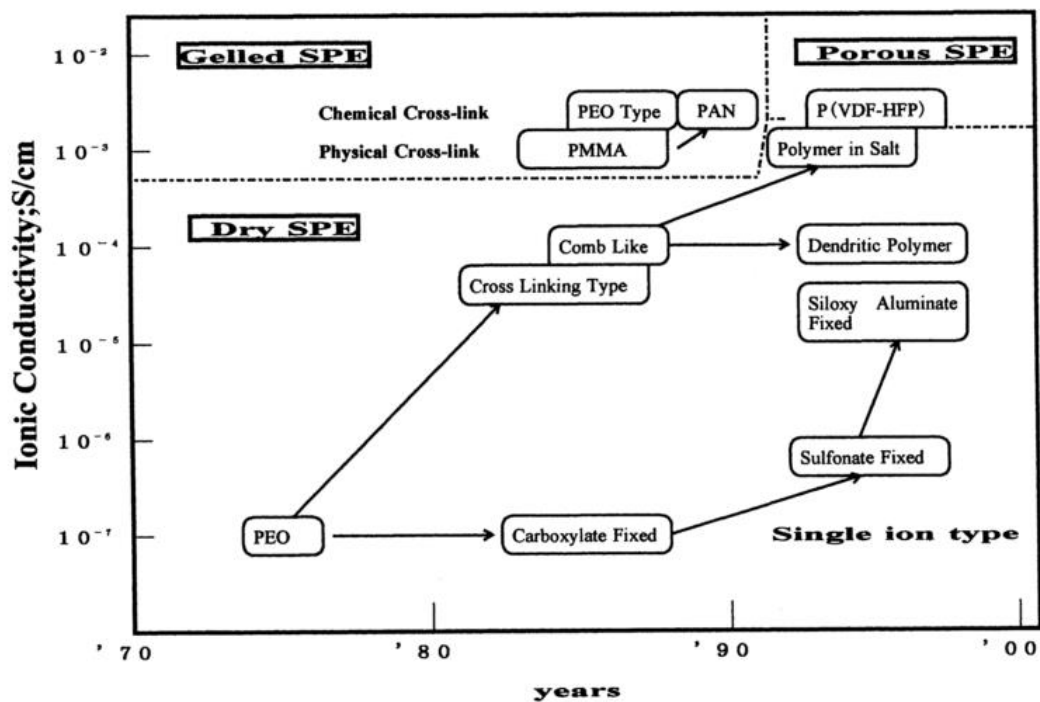 10⁻²
Gelled SPE
Porous SPE
Chemical Cross-link
PEO Type
PAN
P(VDF-HFP)
10⁻³
Physical Cross-link
PMMA
Polymer in Salt
Dry SPE
10⁻⁴
Comb Like
Dendritic Polymer
Cross Linking Type
Siloxy Aluminate
Fixed
10⁻⁵
10⁻⁶
Sulfonate Fixed
10⁻⁷
PEO
Carboxylate Fixed
Single ion type
Ionic Conductivity;S/cm
'70
'80
'90
'00
years